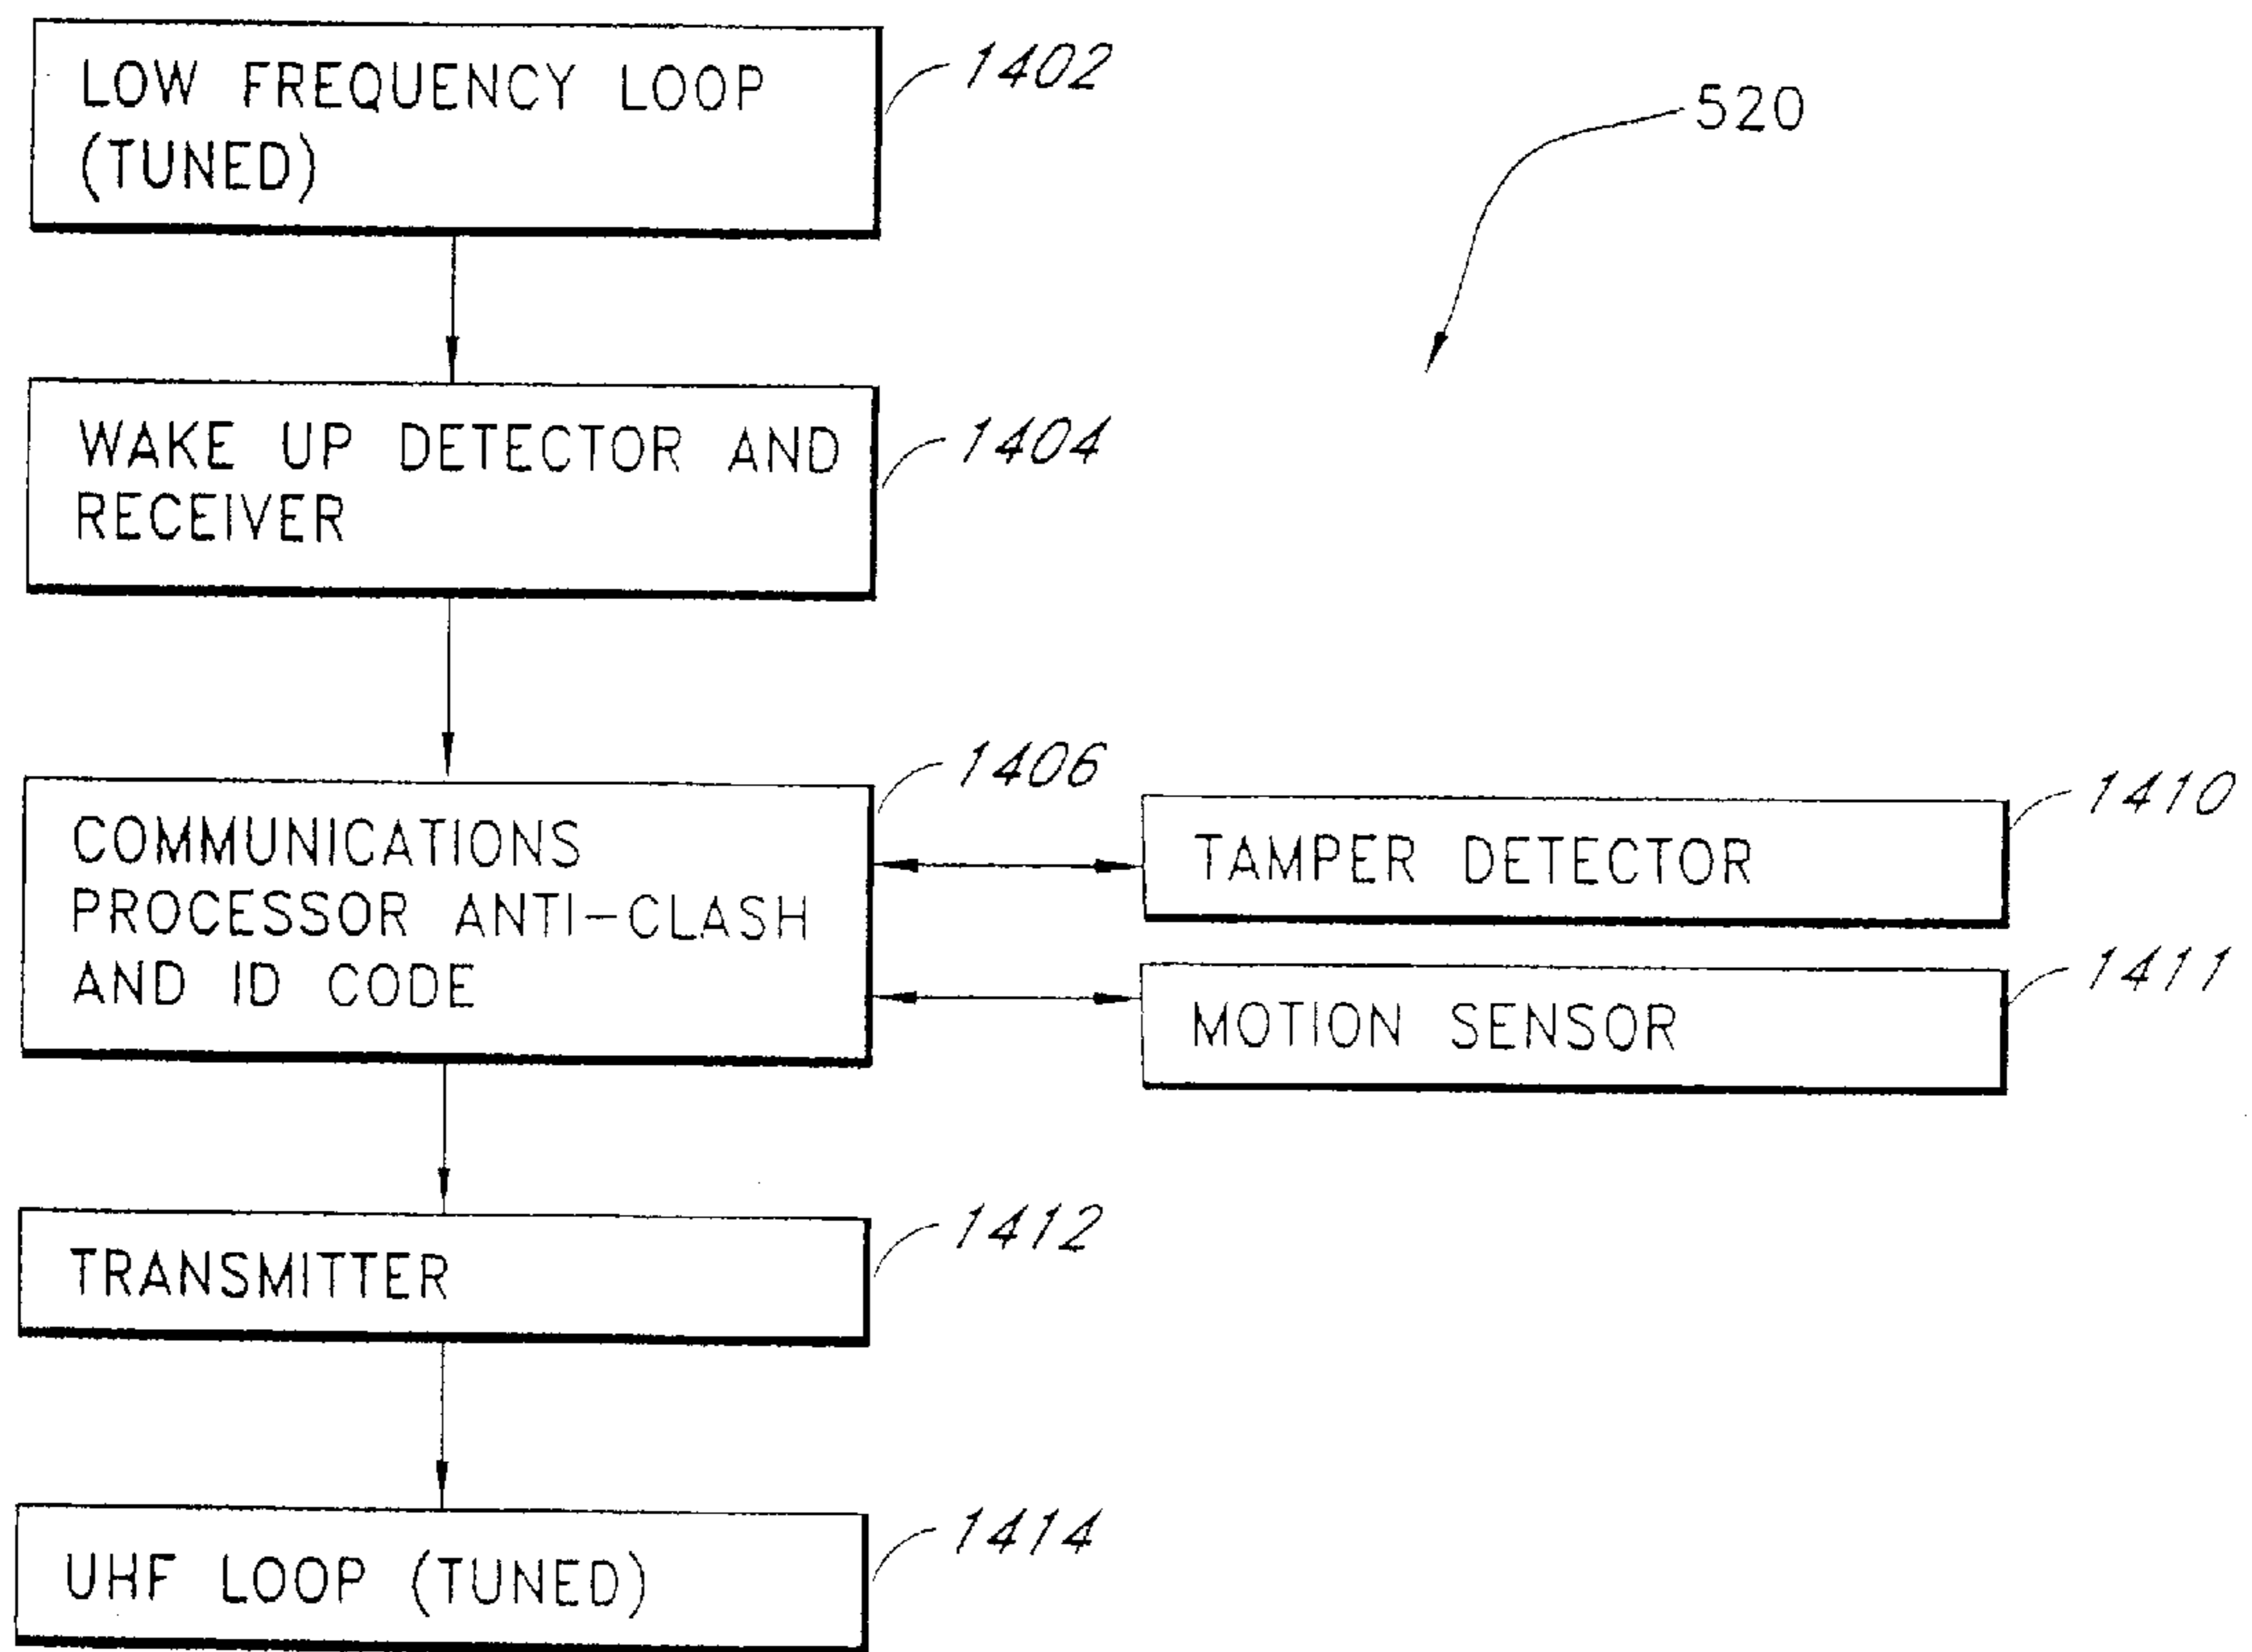 LOW FREQUENCY LOOP
(TUNED)
1402
520
WAKE UP DETECTOR AND
RECEIVER
1404
COMMUNICATIONS
PROCESSOR ANTI-CLASH
AND ID CODE
1406
TAMPER DETECTOR
1410
MOTION SENSOR
1411
TRANSMITTER
1412
UHF LOOP (TUNED)
1414